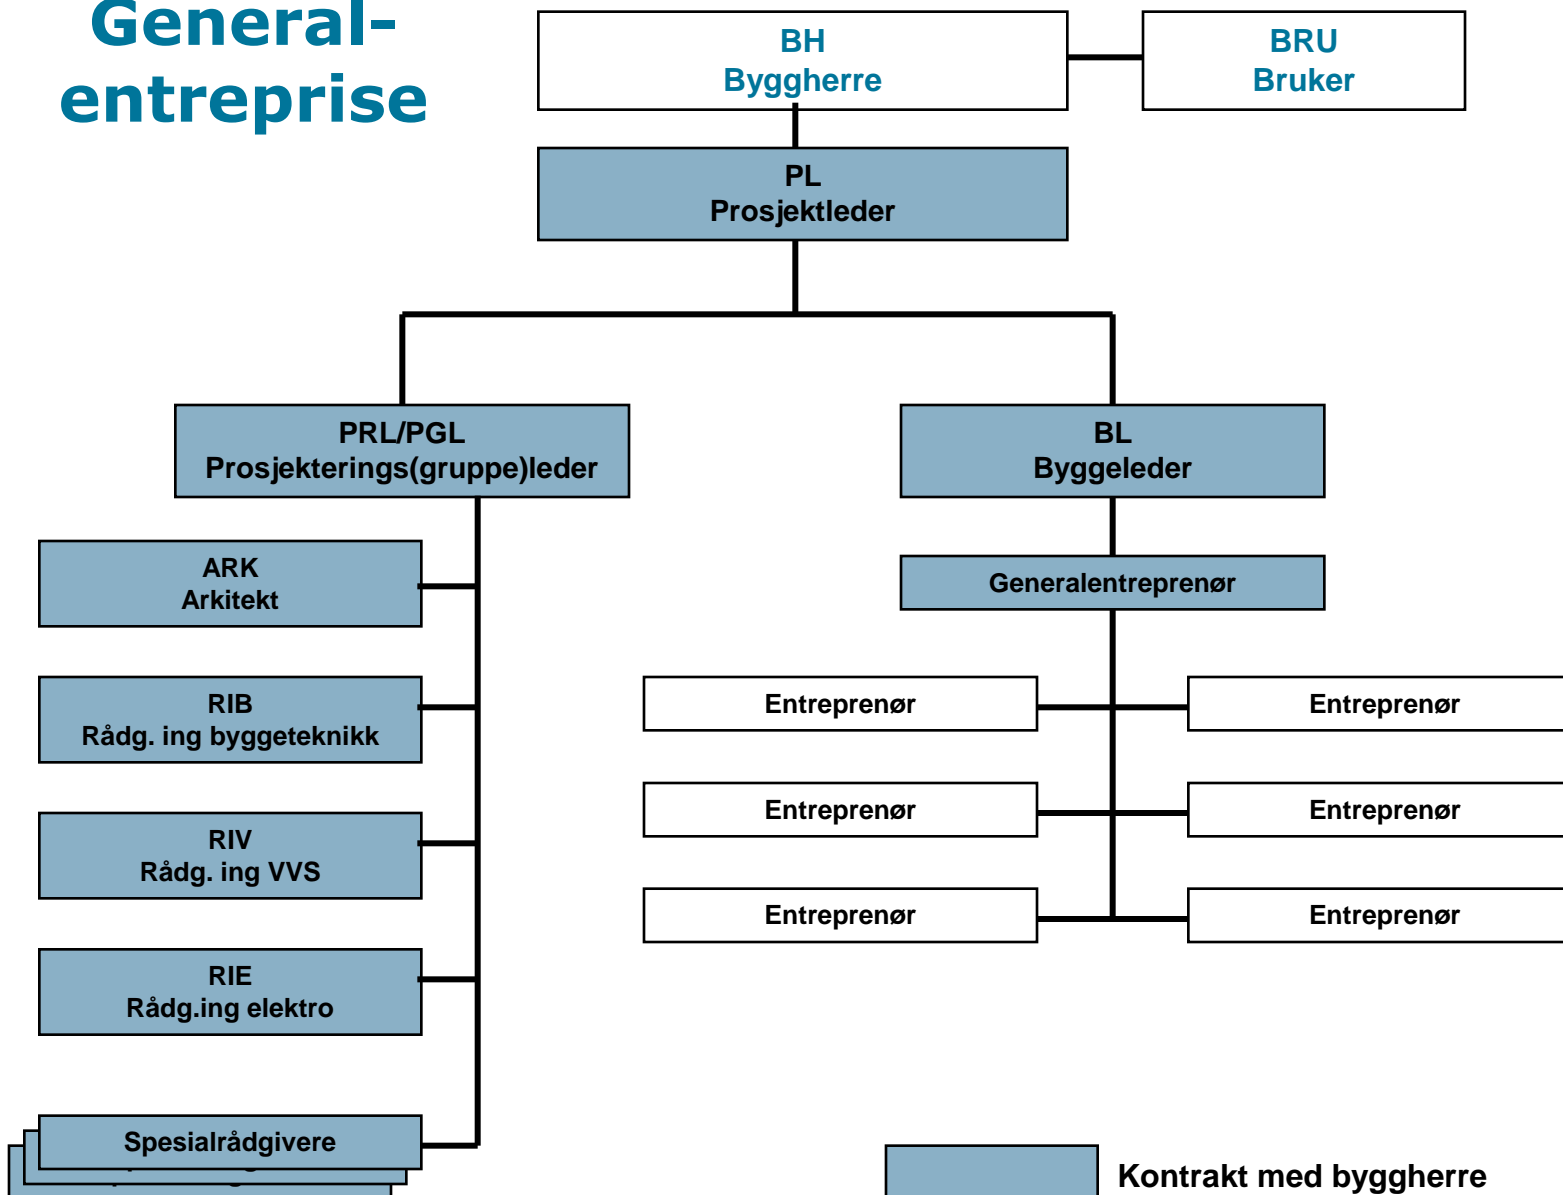 General-
entreprise
BH
Byggherre
BRU
Bruker
PL
Prosjektleder
PRL/PGL
Prosjekterings(gruppe)leder
BL
Byggeleder
ARK
Arkitekt
Generalentreprenør
RIB
Rådg. ing byggeteknikk
Entreprenør
Entreprenør
RIV
Rådg. ing VVS
Entreprenør
Entreprenør
Entreprenør
Entreprenør
RIE
Rådg.ing elektro
Spesialrådgivere
Kontrakt med byggherre